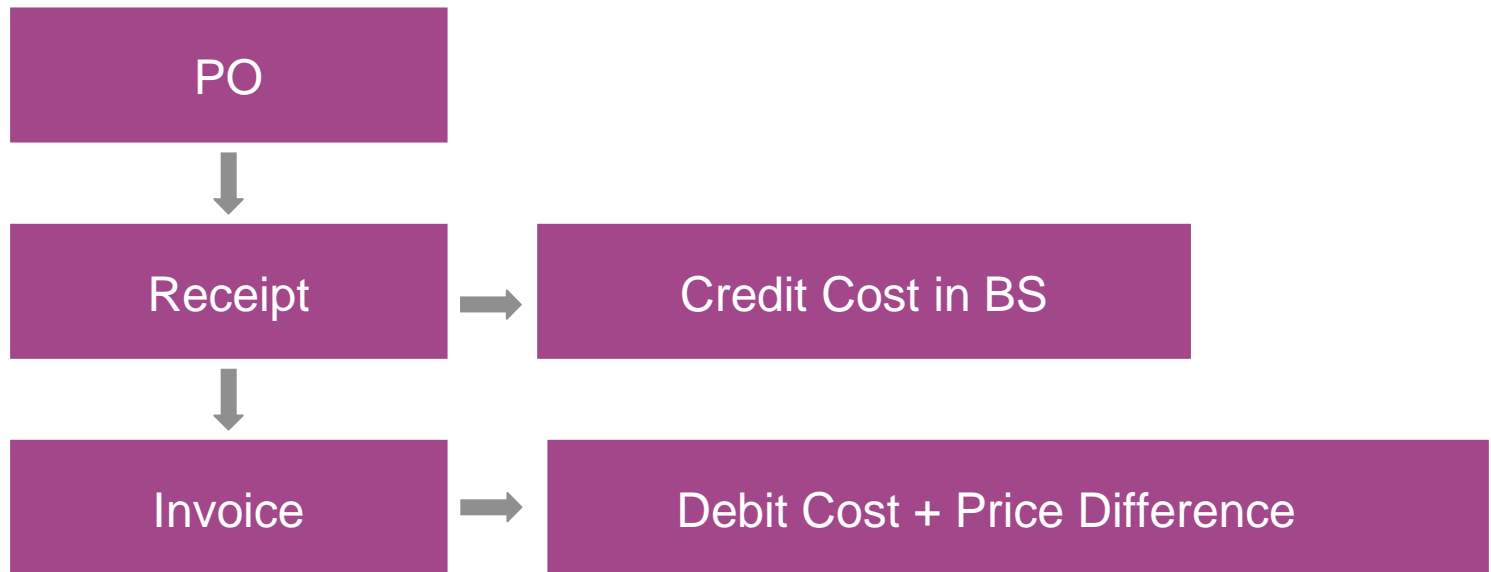 PO
Receipt
Credit Cost in BS
Invoice
Debit Cost + Price Difference